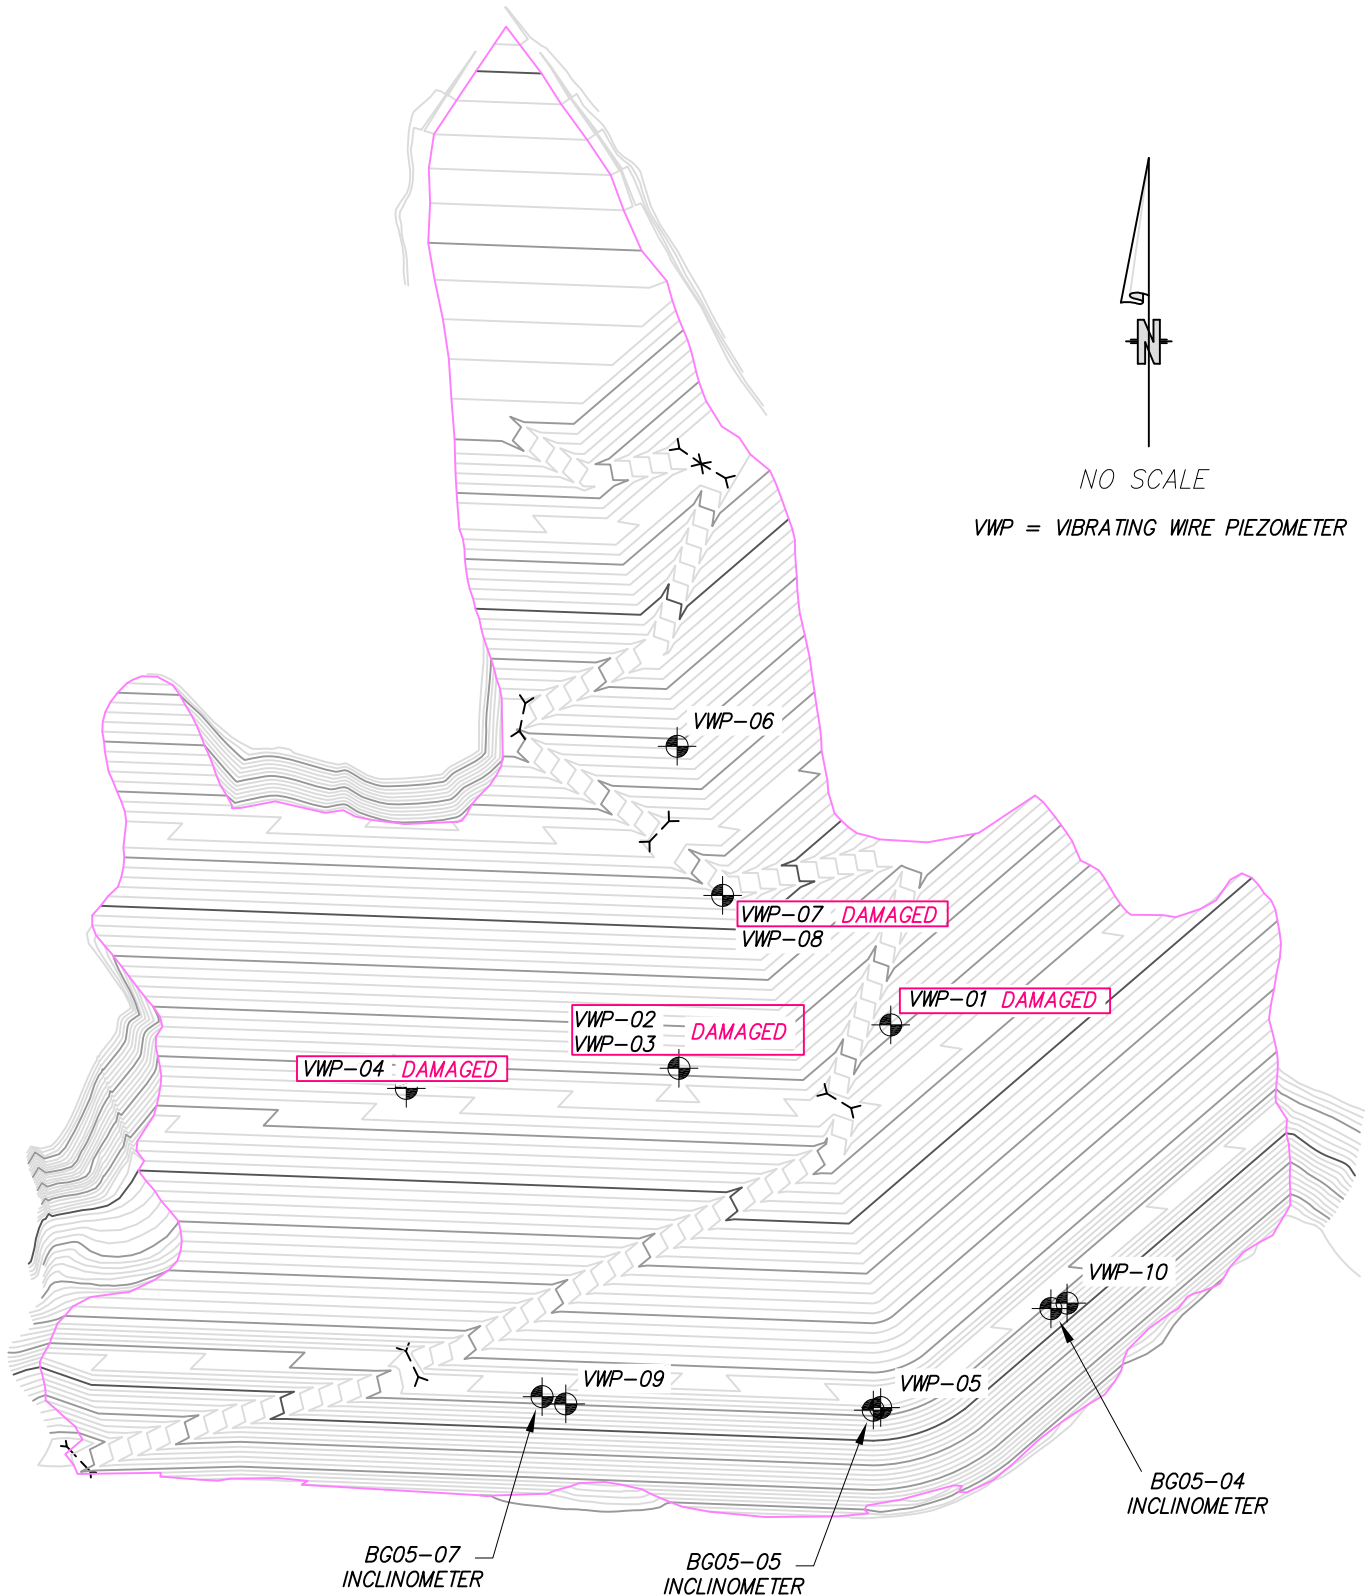 N
NO SCALE
VWP = VIBRATING WIRE PIEZOMETER
VWP-06
VWP-07 DAMAGED
VWP-08
VWP-01 DAMAGED
VWP-02
VWP-03
DAMAGED
VWP-04 DAMAGED
VWP-10
VWP-09
VWP-05
BG05-04
INCLINOMETER
BG05-07
INCLINOMETER
BG05-05
INCLINOMETER